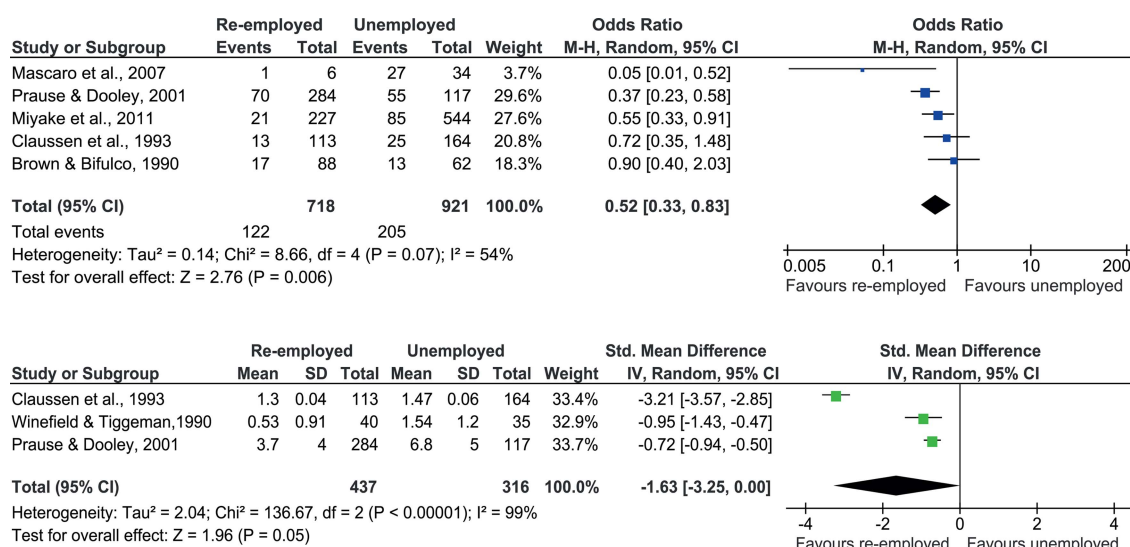 Re-employed Unemployed Odds Ratio Odds Ratio
Study or Subgroup Events Total Events Total Weight M-H, Random, 95% CI M-H, Random, 95% CI
Mascaro et al., 2007 1 6 27 34 3.7% 0.05 [0.01, 0.52]
Prause & Dooley, 2001 70 284 55 117 29.6% 0.37 [0.23, 0.58]
Miyake et al., 2011 21 227 85 544 27.6% 0.55 [0.33, 0.91]
Claussen et al., 1993 13 113 25 164 20.8% 0.72 [0.35, 1.48]
Brown & Bifulco, 1990 17 88 13 62 18.3% 0.90 [0.40, 2.03]
Total (95% CI) 718 921 100.0% 0.52 [0.33, 0.83]
Total events 122 205
Heterogeneity: Tau² = 0.14; Chi² = 8.66, df = 4 (P = 0.07); I² = 54%
Test for overall effect: Z = 2.76 (P = 0.006)
0.005 0.1 1 10 200
Favours re-employed Favours unemployed
Re-employed Unemployed Std. Mean Difference Std. Mean Difference
Study or Subgroup Mean SD Total Mean SD Total Weight IV, Random, 95% CI IV, Random, 95% CI
Claussen et al., 1993 1.3 0.04 113 1.47 0.06 164 33.4% -3.21 [-3.57, -2.85]
Winefield & Tiggeman,1990 0.53 0.91 40 1.54 1.2 35 32.9% -0.95 [-1.43, -0.47]
Prause & Dooley, 2001 3.7 4 284 6.8 5 117 33.7% -0.72 [-0.94, -0.50]
Total (95% CI) 437 316 100.0% -1.63 [-3.25, 0.00]
Heterogeneity: Tau² = 2.04; Chi² = 136.67, df = 2 (P < 0.00001); I² = 99%
Test for overall effect: Z = 1.96 (P = 0.05)
-4 -2 0 2 4
Favours re-employed Favours unemployed